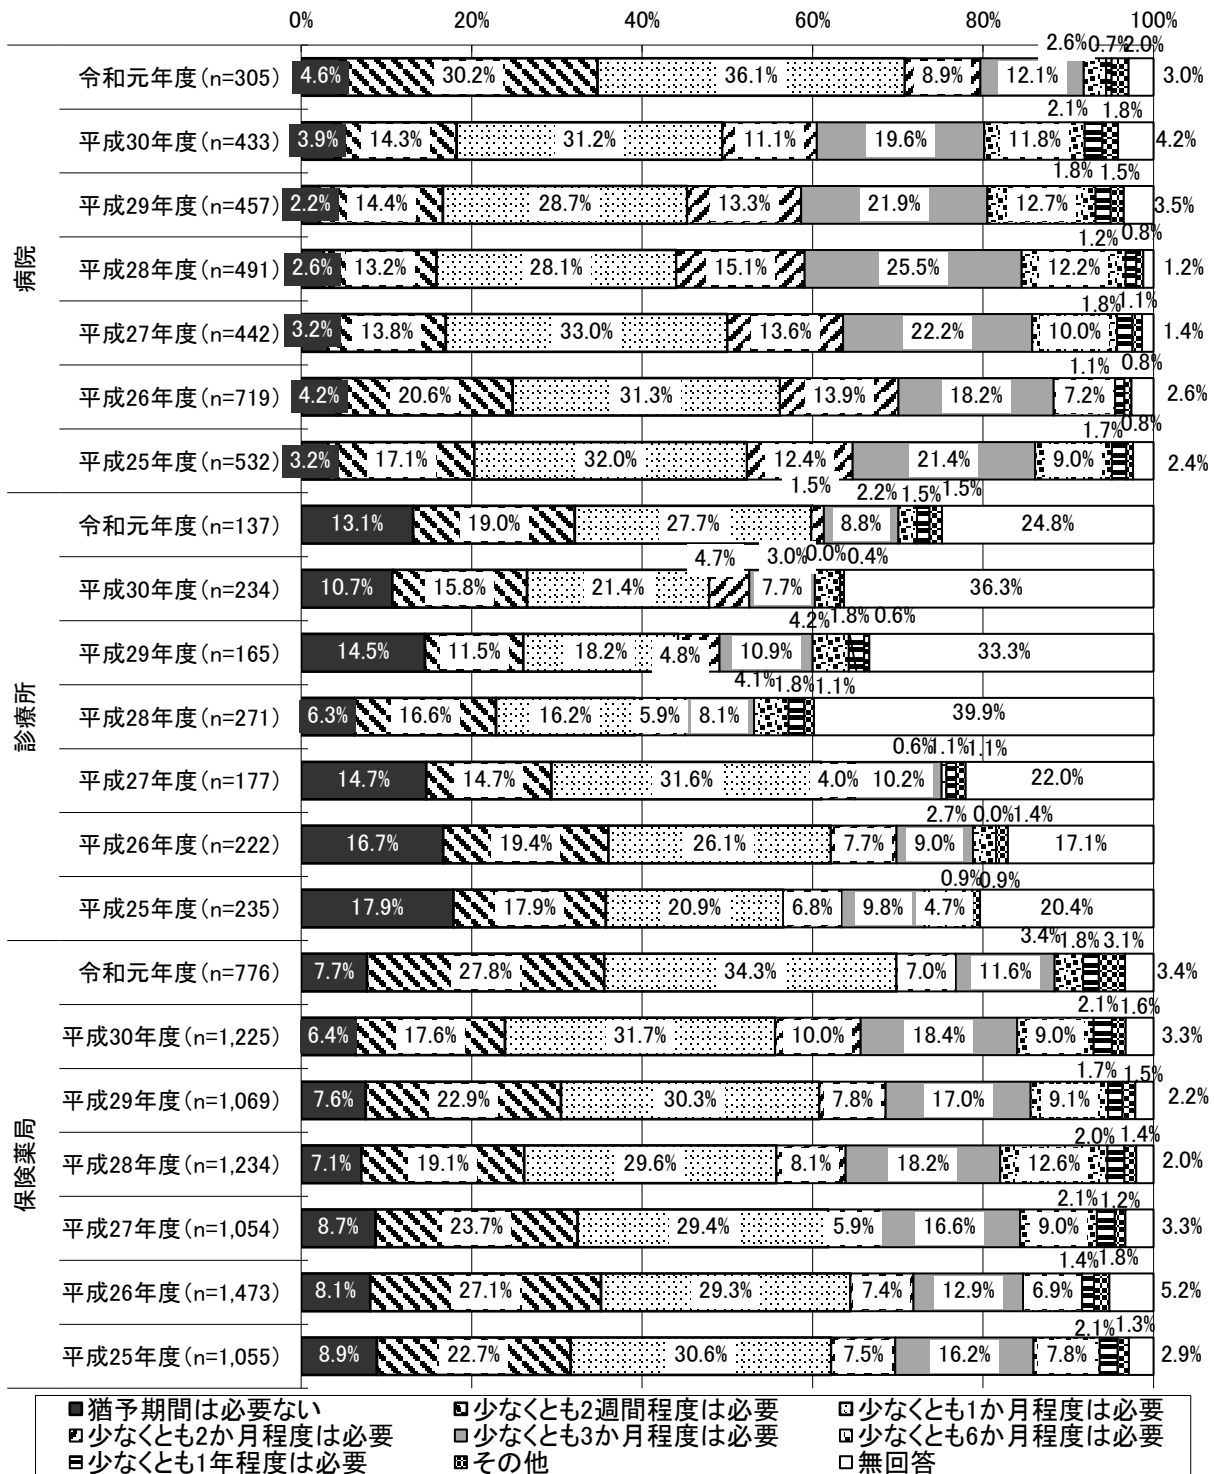 0% 20% 40% 60% 80% 100%
病院
2.6% 0.7% 2.0%
令和元年度(n=305) 4.6% 30.2% 36.1% 8.9% 12.1% 3.0%
2.1% 1.8%
平成30年度(n=433) 3.9% 14.3% 31.2% 11.1% 19.6% 11.8% 4.2%
1.8% 1.5%
平成29年度(n=457) 2.2% 14.4% 28.7% 13.3% 21.9% 12.7% 3.5%
1.2% 0.8%
平成28年度(n=491) 2.6% 13.2% 28.1% 15.1% 25.5% 12.2% 1.2%
1.8% 1.1%
平成27年度(n=442) 3.2% 13.8% 33.0% 13.6% 22.2% 10.0% 1.4%
1.1% 0.8%
平成26年度(n=719) 4.2% 20.6% 31.3% 13.9% 18.2% 7.2% 2.6%
1.7% 0.8%
平成25年度(n=532) 3.2% 17.1% 32.0% 12.4% 21.4% 9.0% 2.4%
診療所
1.5% 2.2% 1.5% 1.5%
令和元年度(n=137) 13.1% 19.0% 27.7% 8.8% 24.8%
4.7% 3.0% 0.0% 0.4%
平成30年度(n=234) 10.7% 15.8% 21.4% 7.7% 36.3%
4.2% 1.8% 0.6%
平成29年度(n=165) 14.5% 11.5% 18.2% 4.8% 10.9% 33.3%
4.1% 1.8% 1.1%
平成28年度(n=271) 6.3% 16.6% 16.2% 5.9% 8.1% 39.9%
0.6% 1.1% 1.1%
平成27年度(n=177) 14.7% 14.7% 31.6% 4.0% 10.2% 22.0%
2.7% 0.0% 1.4%
平成26年度(n=222) 16.7% 19.4% 26.1% 7.7% 9.0% 17.1%
0.9% 0.9%
平成25年度(n=235) 17.9% 17.9% 20.9% 6.8% 9.8% 4.7% 20.4%
保険薬局
3.4% 1.8% 3.1%
令和元年度(n=776) 7.7% 27.8% 34.3% 7.0% 11.6% 3.4%
2.1% 1.6%
平成30年度(n=1,225) 6.4% 17.6% 31.7% 10.0% 18.4% 9.0% 3.3%
1.7% 1.5%
平成29年度(n=1,069) 7.6% 22.9% 30.3% 7.8% 17.0% 9.1% 2.2%
2.0% 1.4%
平成28年度(n=1,234) 7.1% 19.1% 29.6% 8.1% 18.2% 12.6% 2.0%
2.1% 1.2%
平成27年度(n=1,054) 8.7% 23.7% 29.4% 5.9% 16.6% 9.0% 3.3%
1.4% 1.8%
平成26年度(n=1,473) 8.1% 27.1% 29.3% 7.4% 12.9% 6.9% 5.2%
2.1% 1.3%
平成25年度(n=1,055) 8.9% 22.7% 30.6% 7.5% 16.2% 7.8% 2.9%
猶予期間は必要ない 少なくとも2週間程度は必要 少なくとも1か月程度は必要
少なくとも2か月程度は必要 少なくとも3か月程度は必要 少なくとも6か月程度は必要
少なくとも1年程度は必要 その他 無回答